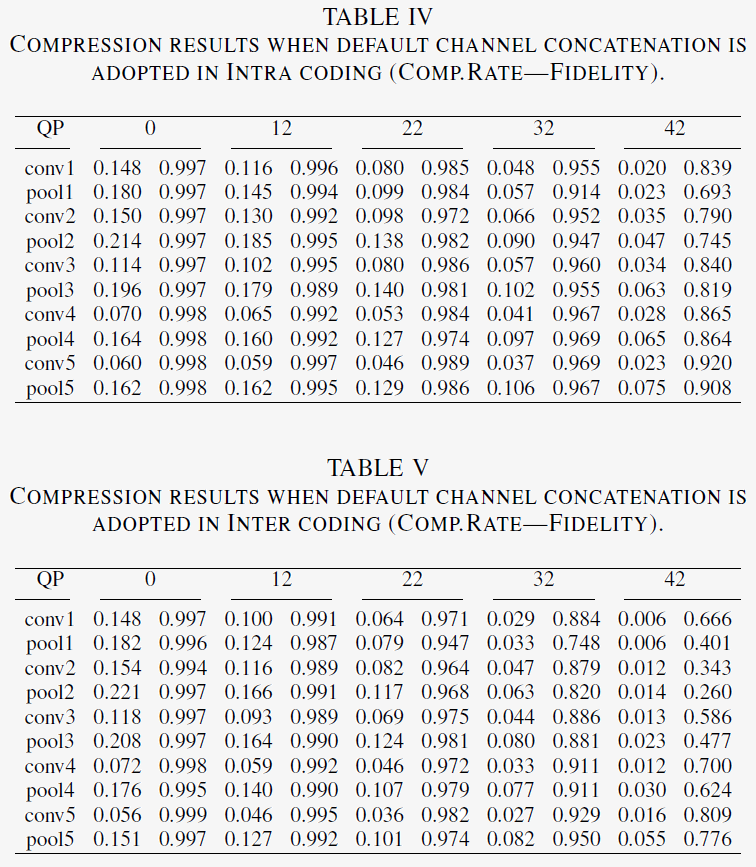 TABLE IV
COMPRESSION RESULTS WHEN DEFAULT CHANNEL CONCATENATION IS
ADOPTED IN INTRA CODING (COMP.RATE—FIDELITY).
QP 0 12 22 32 42
conv1 0.148 0.997 0.116 0.996 0.080 0.985 0.048 0.955 0.020 0.839
pool1 0.180 0.997 0.145 0.994 0.099 0.984 0.057 0.914 0.023 0.693
conv2 0.150 0.997 0.130 0.992 0.098 0.972 0.066 0.952 0.035 0.790
pool2 0.214 0.997 0.185 0.995 0.138 0.982 0.090 0.947 0.047 0.745
conv3 0.114 0.997 0.102 0.995 0.080 0.986 0.057 0.960 0.034 0.840
pool3 0.196 0.997 0.179 0.989 0.140 0.981 0.102 0.955 0.063 0.819
conv4 0.070 0.998 0.065 0.992 0.053 0.984 0.041 0.967 0.028 0.865
pool4 0.164 0.998 0.160 0.992 0.127 0.974 0.097 0.969 0.065 0.864
conv5 0.060 0.998 0.059 0.997 0.046 0.989 0.037 0.969 0.023 0.920
pool5 0.162 0.998 0.162 0.995 0.129 0.986 0.106 0.967 0.075 0.908
TABLE V
COMPRESSION RESULTS WHEN DEFAULT CHANNEL CONCATENATION IS
ADOPTED IN INTER CODING (COMP.RATE—FIDELITY).
QP 0 12 22 32 42
conv1 0.148 0.997 0.100 0.991 0.064 0.971 0.029 0.884 0.006 0.666
pool1 0.182 0.996 0.124 0.987 0.079 0.947 0.033 0.748 0.006 0.401
conv2 0.154 0.994 0.116 0.989 0.082 0.964 0.047 0.879 0.012 0.343
pool2 0.221 0.997 0.166 0.991 0.117 0.968 0.063 0.820 0.014 0.260
conv3 0.118 0.997 0.093 0.989 0.069 0.975 0.044 0.886 0.013 0.586
pool3 0.208 0.997 0.164 0.990 0.124 0.981 0.080 0.881 0.023 0.477
conv4 0.072 0.998 0.059 0.992 0.046 0.972 0.033 0.911 0.012 0.700
pool4 0.176 0.995 0.140 0.990 0.107 0.979 0.077 0.911 0.030 0.624
conv5 0.056 0.999 0.046 0.995 0.036 0.982 0.027 0.929 0.016 0.809
pool5 0.151 0.997 0.127 0.992 0.101 0.974 0.082 0.950 0.055 0.776